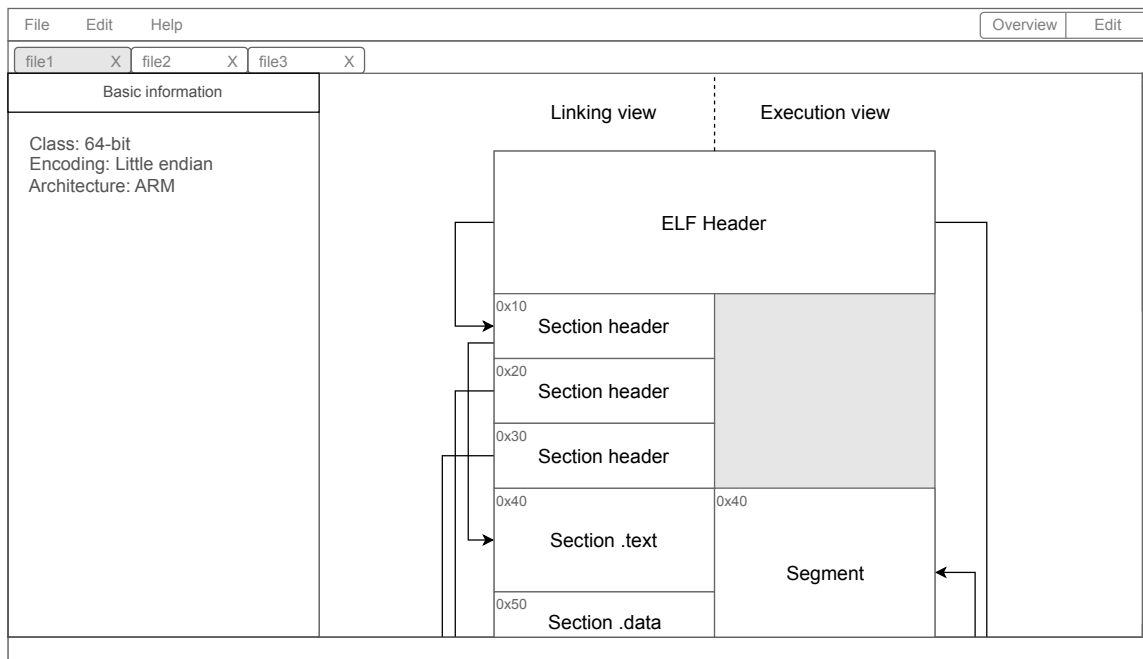 File Edit Help Overview Edit
file1 X file2 X file3 X
Basic information
Class: 64-bit
Encoding: Little endian
Architecture: ARM
Linking view Execution view
ELF Header
0x10
Section header
0x20
Section header
0x30
Section header
0x40
Section .text
0x40
Segment
0x50
Section .data